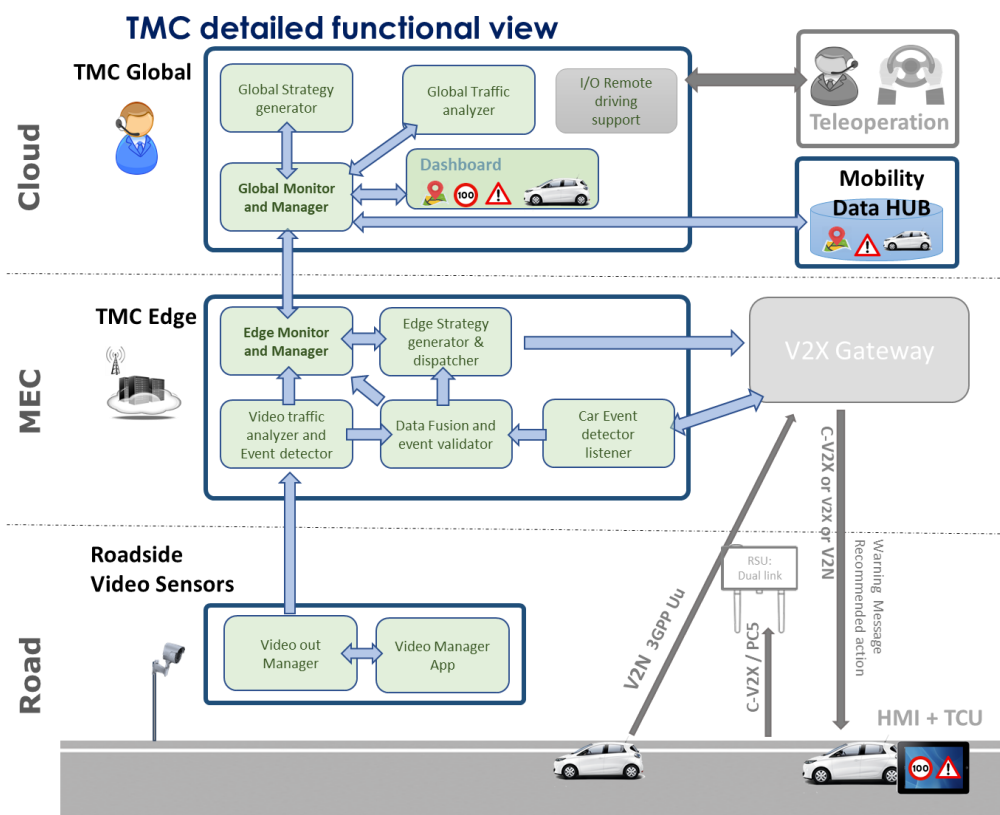 TMC detailed functional view
TMC Global
Cloud
Global Strategy
generator
Global Traffic
analyzer
I/O Remote
driving
support
Teleoperation
Global Monitor
and Manager
Dashboard
100
Mobility
Data HUB
TMC Edge
MEC
Edge Monitor
and Manager
Edge Strategy
generator &
dispatcher
V2X Gateway
Video traffic
analyzer and
Event detector
Data Fusion and
event validator
Car Event
detector
listener
C-V2X or V2X or V2N
Warning Message
Recommended action
Roadside
Video Sensors
Road
Video out
Manager
Video Manager
App
V2N 3GPP Uu
RSU:
Dual link
C-V2X / PC5
HMI + TCU
100